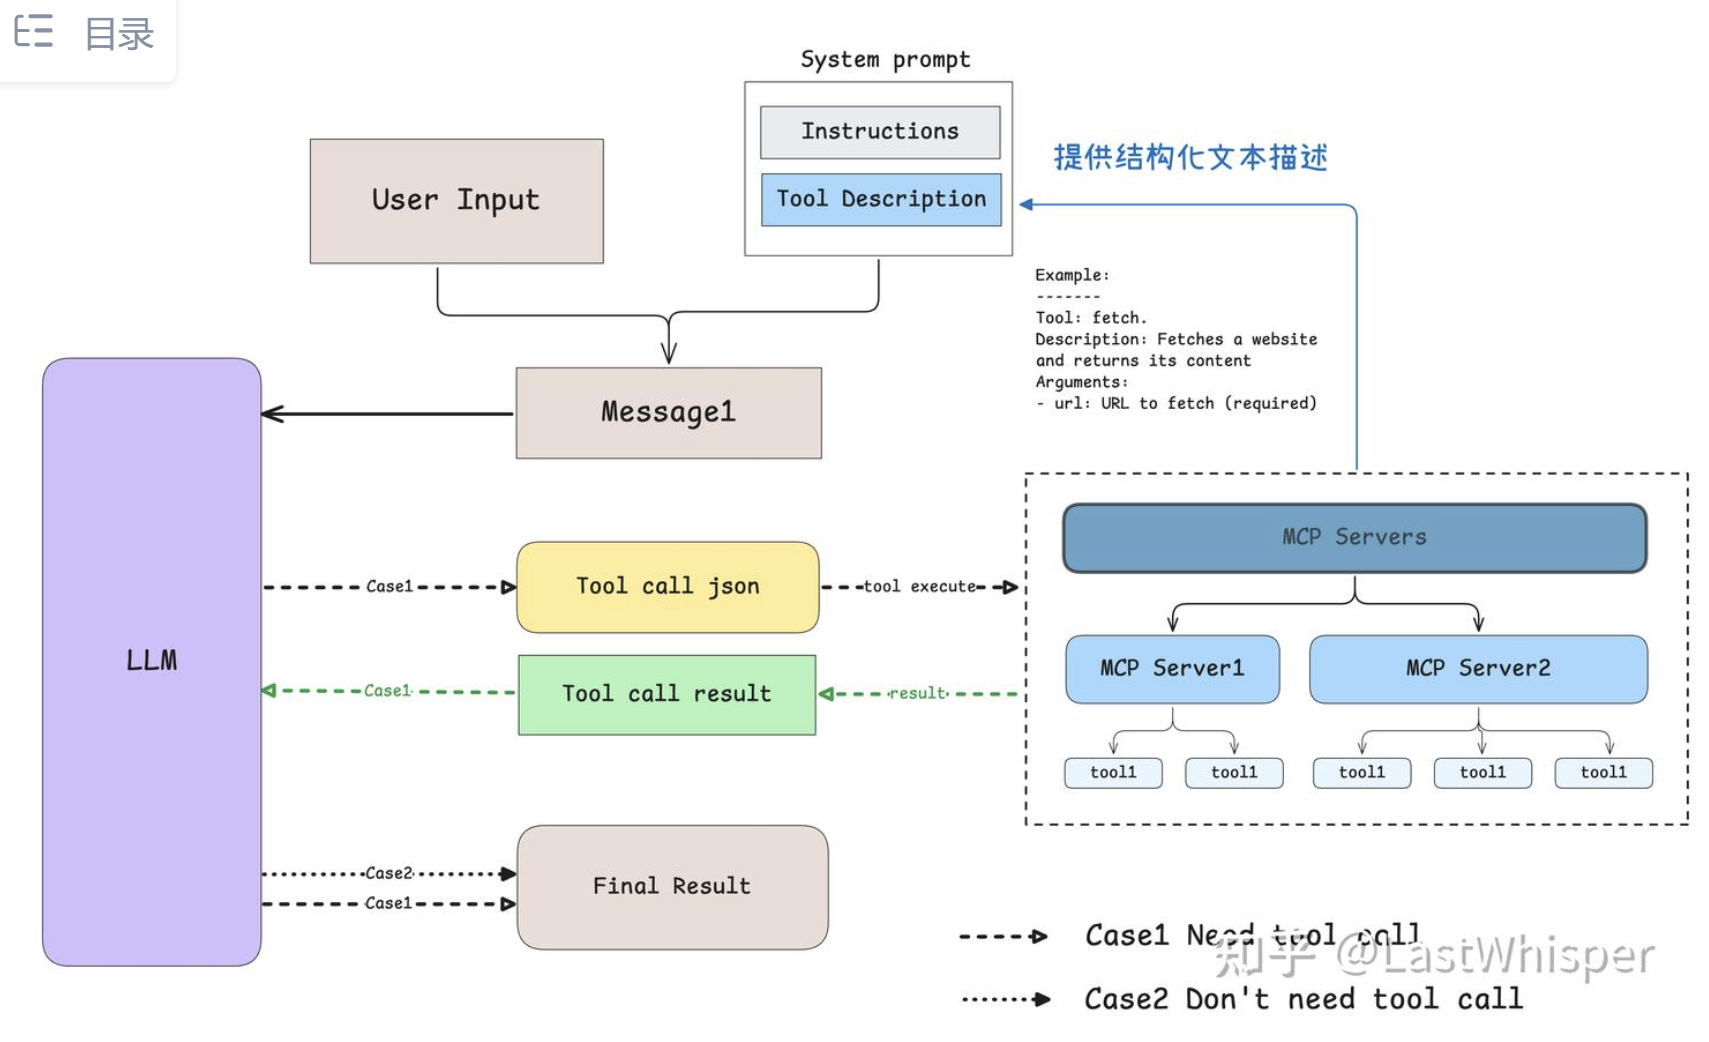 目录
System prompt
Instructions
Tool Description
User Input
提供结构化文本描述
Example:
-------
Tool: fetch.
Description: Fetches a website
and returns its content
Arguments:
- url: URL to fetch (required)
Message1
MCP Servers
Case1
Tool call json
tool execute
LLM
MCP Server1
MCP Server2
Case1
Tool call result
result
tool1
tool1
tool1
tool1
tool1
Case2
Case1
Final Result
Case1 Need tool call
知乎 @LastWhisper
Case2 Don't need tool call